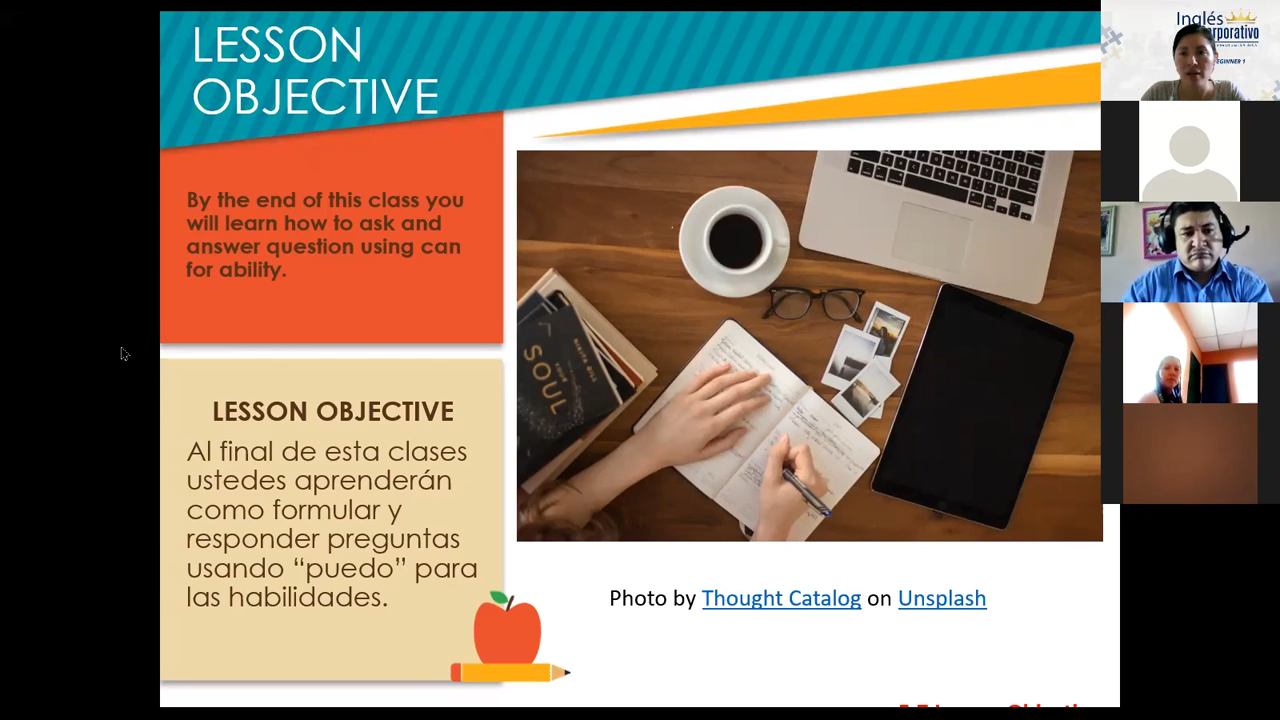 LESSON
OBJECTIVE
By the end of this class you
will learn how to ask and
answer question using can
for ability.
LESSON OBJECTIVE
Al final de esta clases
ustedes aprenderán
como formular y
responder preguntas
usando “puedo” para
las habilidades.
SOUL
Photo by Thought Catalog on Unsplash
Inglés